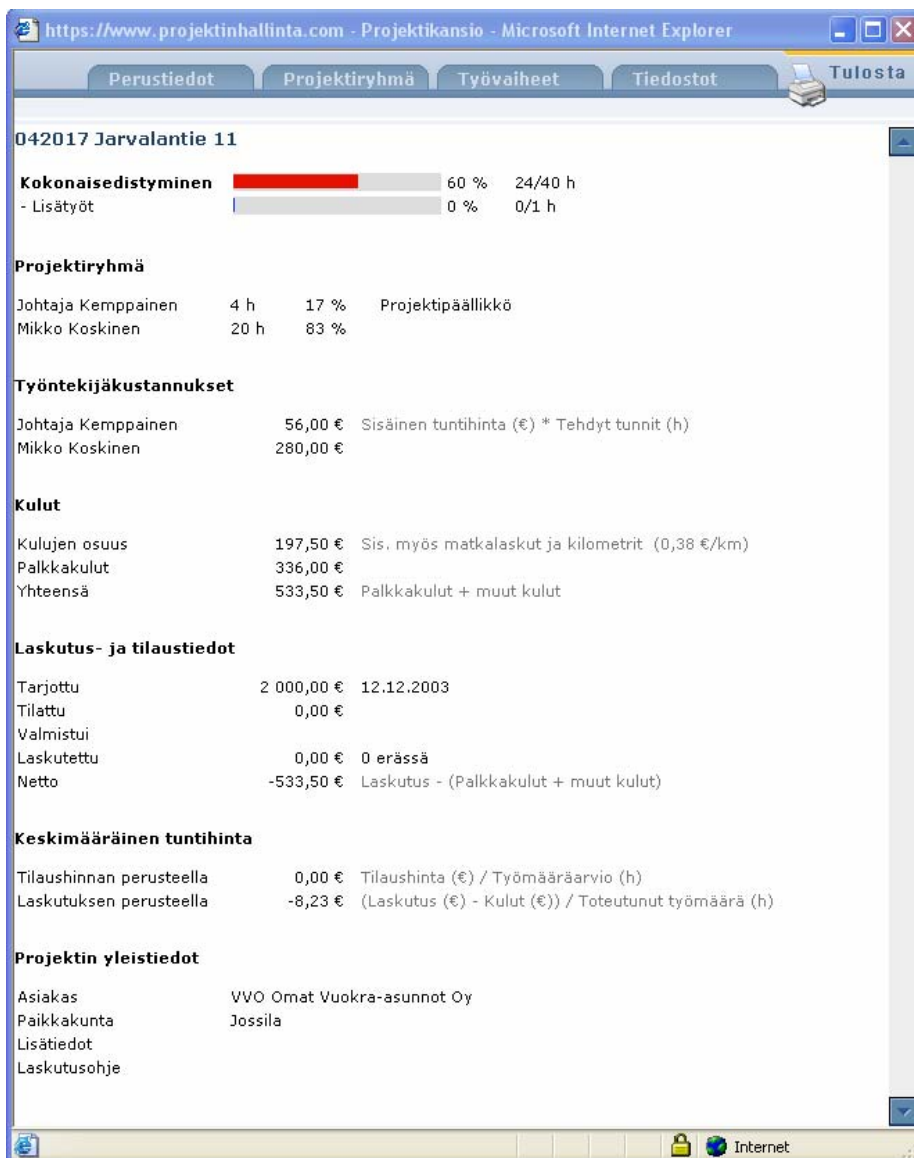 https://www.projektinhallinta.com - Projektikansio - Microsoft Internet Explorer
Perustiedot Projektiryhmä Työvaiheet Tiedostot Tulosta
042017 Jarvalantie 11
Kokonaisedistyminen 60 % 24/40 h
- Lisätyöt 0 % 0/1 h
Projektiryhmä
Johtaja Kemppainen 4 h 17 % Projektipäällikkö
Mikko Koskinen 20 h 83 %
Työntekijäkustannukset
Johtaja Kemppainen 56,00 € Sisäinen tuntihinta (€) * Tehdyt tunnit (h)
Mikko Koskinen 280,00 €
Kulut
Kulujen osuus 197,50 € Sis. myös matkalaskut ja kilometrit (0,38 €/km)
Palkkakulut 336,00 €
Yhteensä 533,50 € Palkkakulut + muut kulut
Laskutus- ja tilaustiedot
Tarjottu 2 000,00 € 12.12.2003
Tilattu 0,00 €
Valmistui
Laskutettu 0,00 € 0 erässä
Netto -533,50 € Laskutus - (Palkkakulut + muut kulut)
Keskimääräinen tuntihinta
Tilaushinnan perusteella 0,00 € Tilaushinta (€) / Työmääräarvio (h)
Laskutuksen perusteella -8,23 € (Laskutus (€) - Kulut (€)) / Toteutunut työmäärä (h)
Projektin yleistiedot
Asiakas VVO Omat Vuokra-asunnot Oy
Paikkakunta Jossila
Lisätiedot
Laskutusohje
Internet